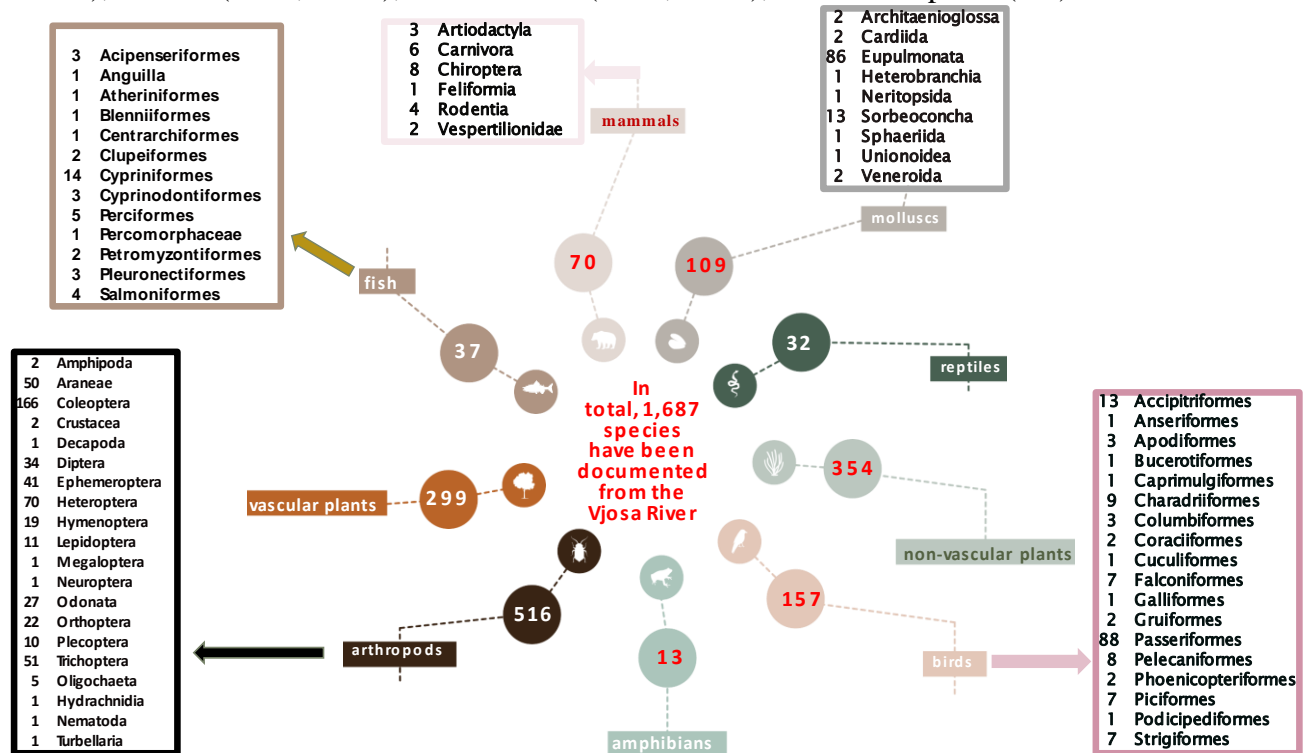 3 Artiodactyla
6 Carnivora
8 Chiroptera
1 Feliformia
4 Rodentia
2 Vespertilionidae
mammals
70
2 Architaenioglossa
2 Cardiida
86 Eupulmonata
1 Heterobranchia
1 Neritopsida
13 Sorbeoconcha
1 Sphaeriida
1 Unionoidea
2 Veneroida
molluscs
109
3 Acipenseriformes
1 Anguilla
1 Atheriniformes
1 Blenniiformes
1 Centrarchiformes
2 Clupeiformes
14 Cypriniformes
3 Cyprinodontiformes
5 Perciformes
1 Percomorphaceae
2 Petromyzontiformes
3 Pleuronectiformes
4 Salmoniformes
fish
37
32
reptiles
2 Amphipoda
50 Araneae
166 Coleoptera
2 Crustacea
1 Decapoda
34 Diptera
41 Ephemeroptera
70 Heteroptera
19 Hymenoptera
11 Lepidoptera
1 Megaloptera
1 Neuroptera
27 Odonata
22 Orthoptera
10 Plecoptera
51 Trichoptera
5 Oligochaeta
1 Hydrachnidia
1 Nematoda
1 Turbellaria
In
total, 1,687
species
have been
documented
from the
Vjosa River
vascular plants
299
354
non-vascular plants
arthropods
516
13
amphibians
157
birds
13 Accipitriformes
1 Anseriformes
3 Apodiformes
1 Bucerotiformes
1 Caprimulgiformes
9 Charadriiformes
3 Columbiformes
2 Coraciiformes
1 Cuculiformes
7 Falconiformes
1 Galliformes
2 Gruiformes
88 Passeriformes
8 Pelecaniformes
2 Phoenicopteriformes
7 Piciformes
1 Podicipediformes
7 Strigiformes